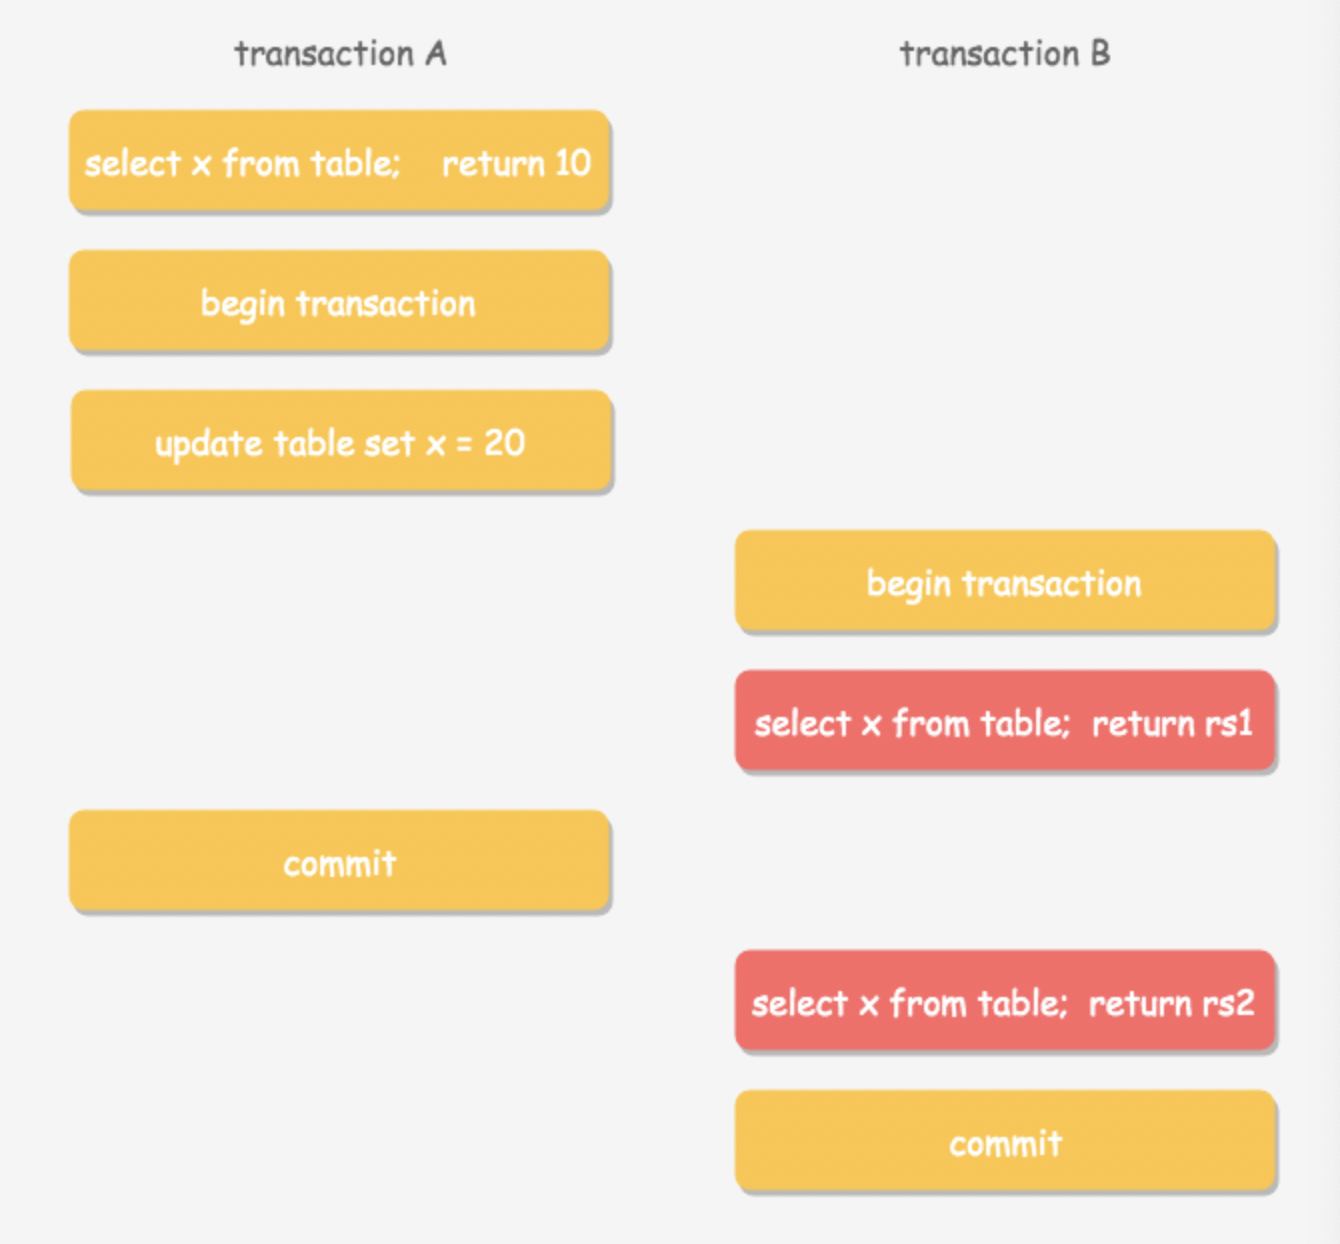 transaction A
transaction B
select x from table; return 10
begin transaction
update table set x = 20
begin transaction
select x from table; return rs1
commit
select x from table; return rs2
commit